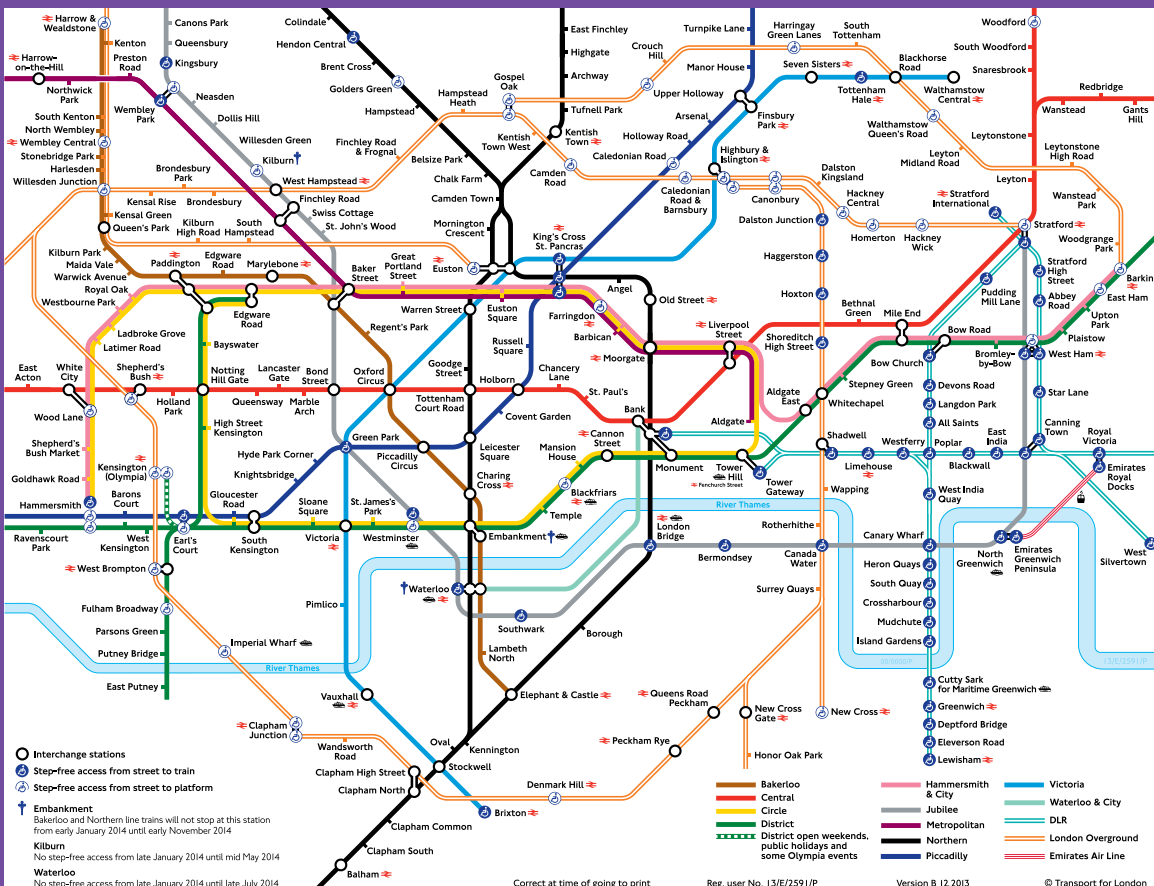 Harrow &
Wealdstone
Kenton
Harrow-
on-the-Hill
Preston
Road
Northwick
Park
South Kenton
North Wembley
Wembley Central
Stonebridge Park
Harlesden
Willesden Junction
Kensal Green
Queen's Park
Kilburn Park
Maida Vale
Warwick Avenue
Royal Oak
Westbourne Park
Ladbroke Grove
Latimer Road
Canons Park
Queensbury
Kingsbury
Wembley
Park
Neasden
Dollis Hill
Willesden Green
Kilburn
West Hampstead
Finchley Road
Swiss Cottage
St. John's Wood
Brondesbury
Park
Kensal Rise
Brondesbury
Kilburn
High Road
South
Hampstead
Finchley Road
& Frognal
Hampstead
Heath
Gospel
Oak
Colindale
Hendon Central
Brent Cross
Golders Green
Hampstead
Belsize Park
Chalk Farm
Camden Town
Mornington
Crescent
East Finchley
Highgate
Archway
Tufnell Park
Kentish
Town
Kentish
Town West
Camden
Road
Crouch
Hill
Upper Holloway
Turnpike Lane
Manor House
Arsenal
Holloway Road
Caledonian Road
Finsbury
Park
Harringay
Green Lanes
South
Tottenham
Seven Sisters
Tottenham
Hale
Blackhorse
Road
Walthamstow
Central
Walthamstow
Queen's Road
Leyton
Midland Road
Woodford
South Woodford
Snaresbrook
Redbridge
Wanstead
Gants
Hill
Leytonstone
Leytonstone
High Road
Leyton
Wanstead
Park
Woodgrange
Park
Highbury &
Islington
Caledonian
Road &
Barnsbury
Canonbury
Dalston
Kingsland
Dalston Junction
Haggerston
Hoxton
Shoreditch
High Street
Hackney
Central
Homerton
Hackney
Wick
Stratford
International
Stratford
Pudding
Mill Lane
Stratford
High
Street
Abbey
Road
Barkin
East Ham
Upton
Park
Plaistow
West Ham
Star Lane
Bromley-
by-Bow
Bow Road
Bow Church
Mile End
Bethnal
Green
Stepney Green
Whitechapel
Aldgate
East
Aldgate
Liverpool
Street
Old Street
Angel
King's Cross
St. Pancras
Euston
Euston
Square
Warren Street
Great
Portland
Street
Baker
Street
Marylebone
Edgware
Road
Paddington
Edgware
Road
Bayswater
Regent's Park
Goodge
Street
Russell
Square
Farringdon
Barbican
Moorgate
East
Acton
White
City
Shepherd's
Bush
Wood Lane
Holland
Park
Notting
Hill Gate
Lancaster
Gate
Queensway
Marble
Arch
Bond
Street
Oxford
Circus
Tottenham
Court Road
Holborn
Chancery
Lane
St. Paul's
Bank
Covent Garden
Leicester
Square
Piccadilly
Circus
Green Park
Hyde Park Corner
Knightsbridge
High Street
Kensington
Shepherd's
Bush Market
Goldhawk Road
Kensington
(Olympia)
Hammersmith
Barons
Court
Ravenscourt
Park
West
Kensington
Earl's
Court
Gloucester
Road
South
Kensington
Sloane
Square
Victoria
St.James's
Park
Westminster
Charing
Cross
Embankment
Temple
Blackfriars
Mansion
House
Cannon
Street
Monument
Tower
Hill
Fenchurch Street
Tower
Gateway
Shadwell
Wapping
Rotherhithe
Canada
Water
Surrey Quays
Limehouse
Westferry
Poplar
Blackwall
East
India
Canning
Town
Royal
Victoria
Emirates
Royal
Docks
West
Silvertown
Emirates
Greenwich
Peninsula
North
Greenwich
Devons Road
Langdon Park
All Saints
West India
Quay
Canary Wharf
Heron Quays
South Quay
Crossharbour
Mudchute
Island Gardens
Cutty Sark
for Maritime Greenwich
Greenwich
Deptford Bridge
Elverson Road
Lewisham
River Thames
London
Bridge
Bermondsey
Waterloo
Southwark
Borough
Lambeth
North
Elephant & Castle
Pimlico
Vauxhall
Oval
Kennington
Stockwell
Brixton
West Brompton
Fulham Broadway
Parsons Green
Putney Bridge
East Putney
Imperial Wharf
River Thames
Clapham
Junction
Wandsworth
Road
Clapham High Street
Clapham North
Clapham Common
Clapham South
Balham
Denmark Hill
Peckham Rye
Queens Road
Peckham
New Cross
Gate
New Cross
Honor Oak Park
13/E/2591/P
Interchange stations
Step-free access from street to train
Step-free access from street to platform
Embankment
Bakerloo and Northern line trains will not stop at this station
from early January 2014 until early November 2014
Kilburn
No step-free access from late January 2014 until mid May 2014
Waterloo
No step-free access from late January 2014 until late July 2014
Bakerloo
Central
Circle
District
District open weekends,
public holidays and
some Olympia events
Hammersmith
& City
Jubilee
Metropolitan
Northern
Piccadilly
Victoria
Waterloo & City
DLR
London Overground
Emirates Air Line
Correct at time of going to print
Reg. user No. 13/E/2591/P
Version B 12.2013
© Transport for London